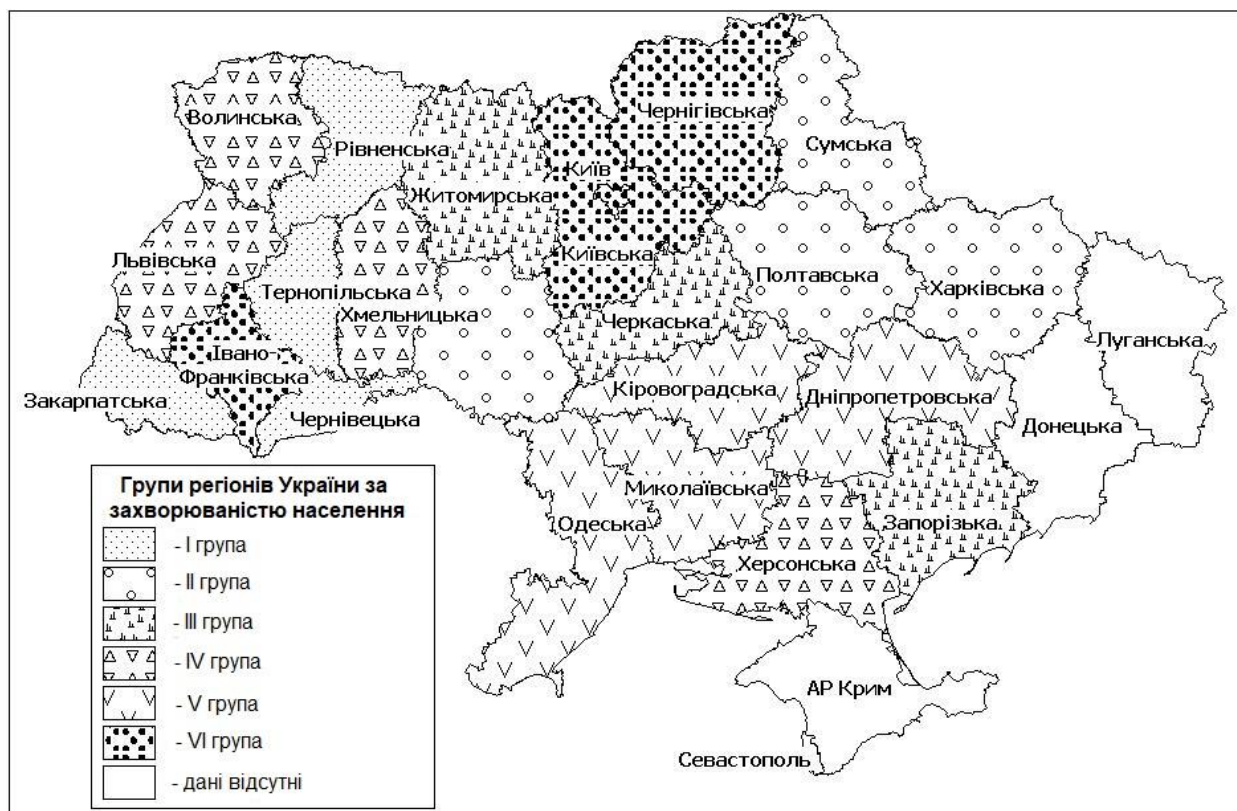 Чернігівська
Волинська
Сумська
Рівненська
Київ
Житомирська
Львівська
Київська
Полтавська
Харківська
Тернопільська
Хмельницька
Черкаська
Луганська
Івано-
Франківська
Закарпатська
Чернівецька
Кіровоградська
Дніпропетровська
Донецька
Миколаївська
Одеська
Запорізька
Херсонська
АР Крим
Севастополь
Групи регіонів України за
захворюваністю населення
- І група
- ІІ група
- ІІІ група
- IV група
- V група
- VI група
- дані відсутні